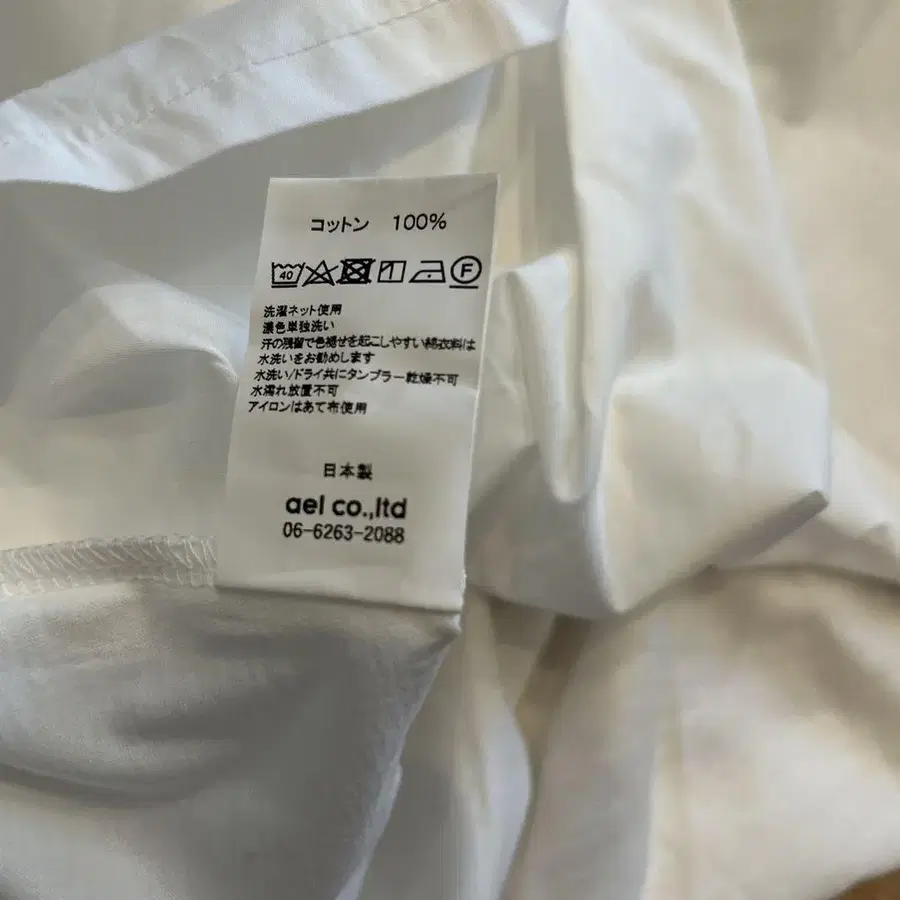 コットン 100%
40 F
洗濯ネット使用
濃色単独洗い
汗の残留で色褪せを起こしやすい綿衣料は
水洗いをお勧めします
水洗い/ドライ共にタンブラー乾燥不可
水濡れ放置不可
アイロンはあて布使用
日本製
ael co.,ltd
06-6263-2088